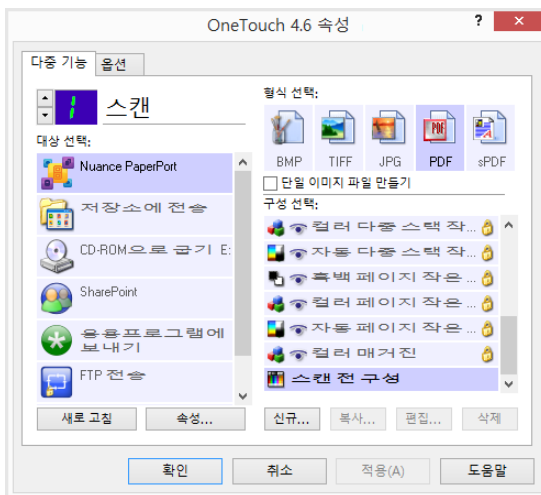 OneTouch 4.6 속성
다중 기능 옵션
1 스캔
대상 선택:
Nuance PaperPort
저장소에 전송
CD-ROM으로 굽기 E:
SharePoint
응용프로그램에
보내기
FTP 전송
새로 고침 속성...
형식 선택:
BMP TIFF JPG PDF sPDF
단일 이미지 파일 만들기
구성 선택:
컬러 다중 스택 작...
자동 다중 스택 작...
흑백 페이지 작은 ...
컬러 페이지 작은 ...
자동 페이지 작은 ...
컬러 매거진
스캔 전 구성
신규... 복사... 편집... 삭제
확인 취소 적용(A) 도움말